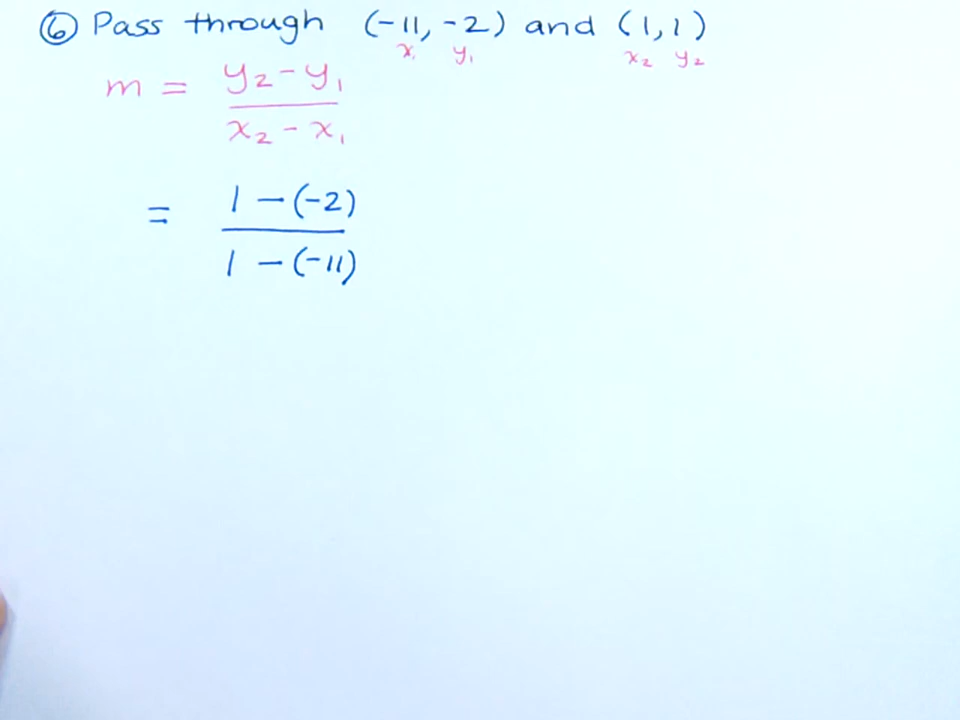 ⑥ Pass through (-11, -2) and (1, 1)
x₁ y₁ x₂ y₂
m = y₂ - y₁
x₂ - x₁
= 1 - (-2)
1 - (-11)